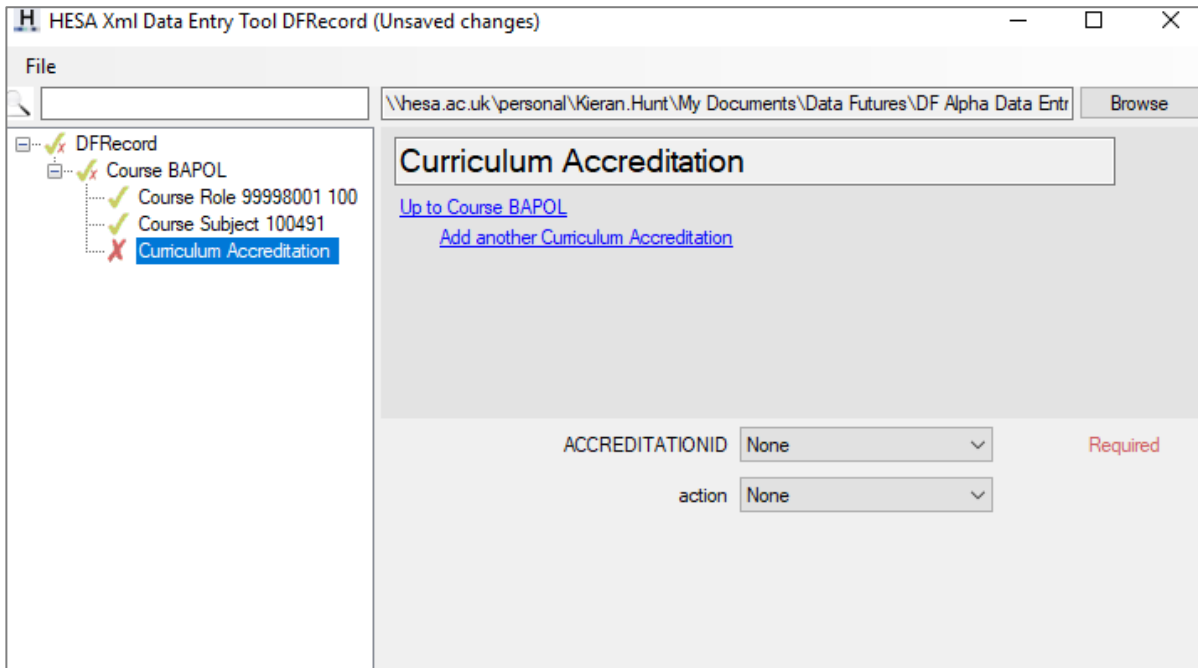 HESA Xml Data Entry Tool DFRecord (Unsaved changes)
File
\\hesa.ac.uk\personal\Kieran.Hunt\My Documents\Data Futures\DF Alpha Data Entr
Browse
DFRecord
Course BAPOL
Course Role 99998001 100
Course Subject 100491
Curriculum Accreditation
Curriculum Accreditation
Up to Course BAPOL
Add another Curriculum Accreditation
ACCREDITATIONID None Required
action None